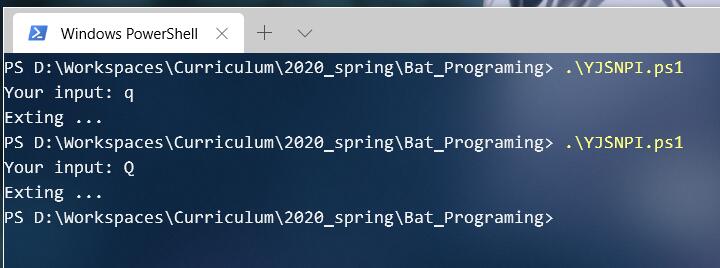 Windows PowerShell
PS D:\Workspaces\Curriculum\2020_spring\Bat_Programing> .\YJSNPI.ps1
Your input: q
Exting ...
PS D:\Workspaces\Curriculum\2020_spring\Bat_Programing> .\YJSNPI.ps1
Your input: Q
Exting ...
PS D:\Workspaces\Curriculum\2020_spring\Bat_Programing>